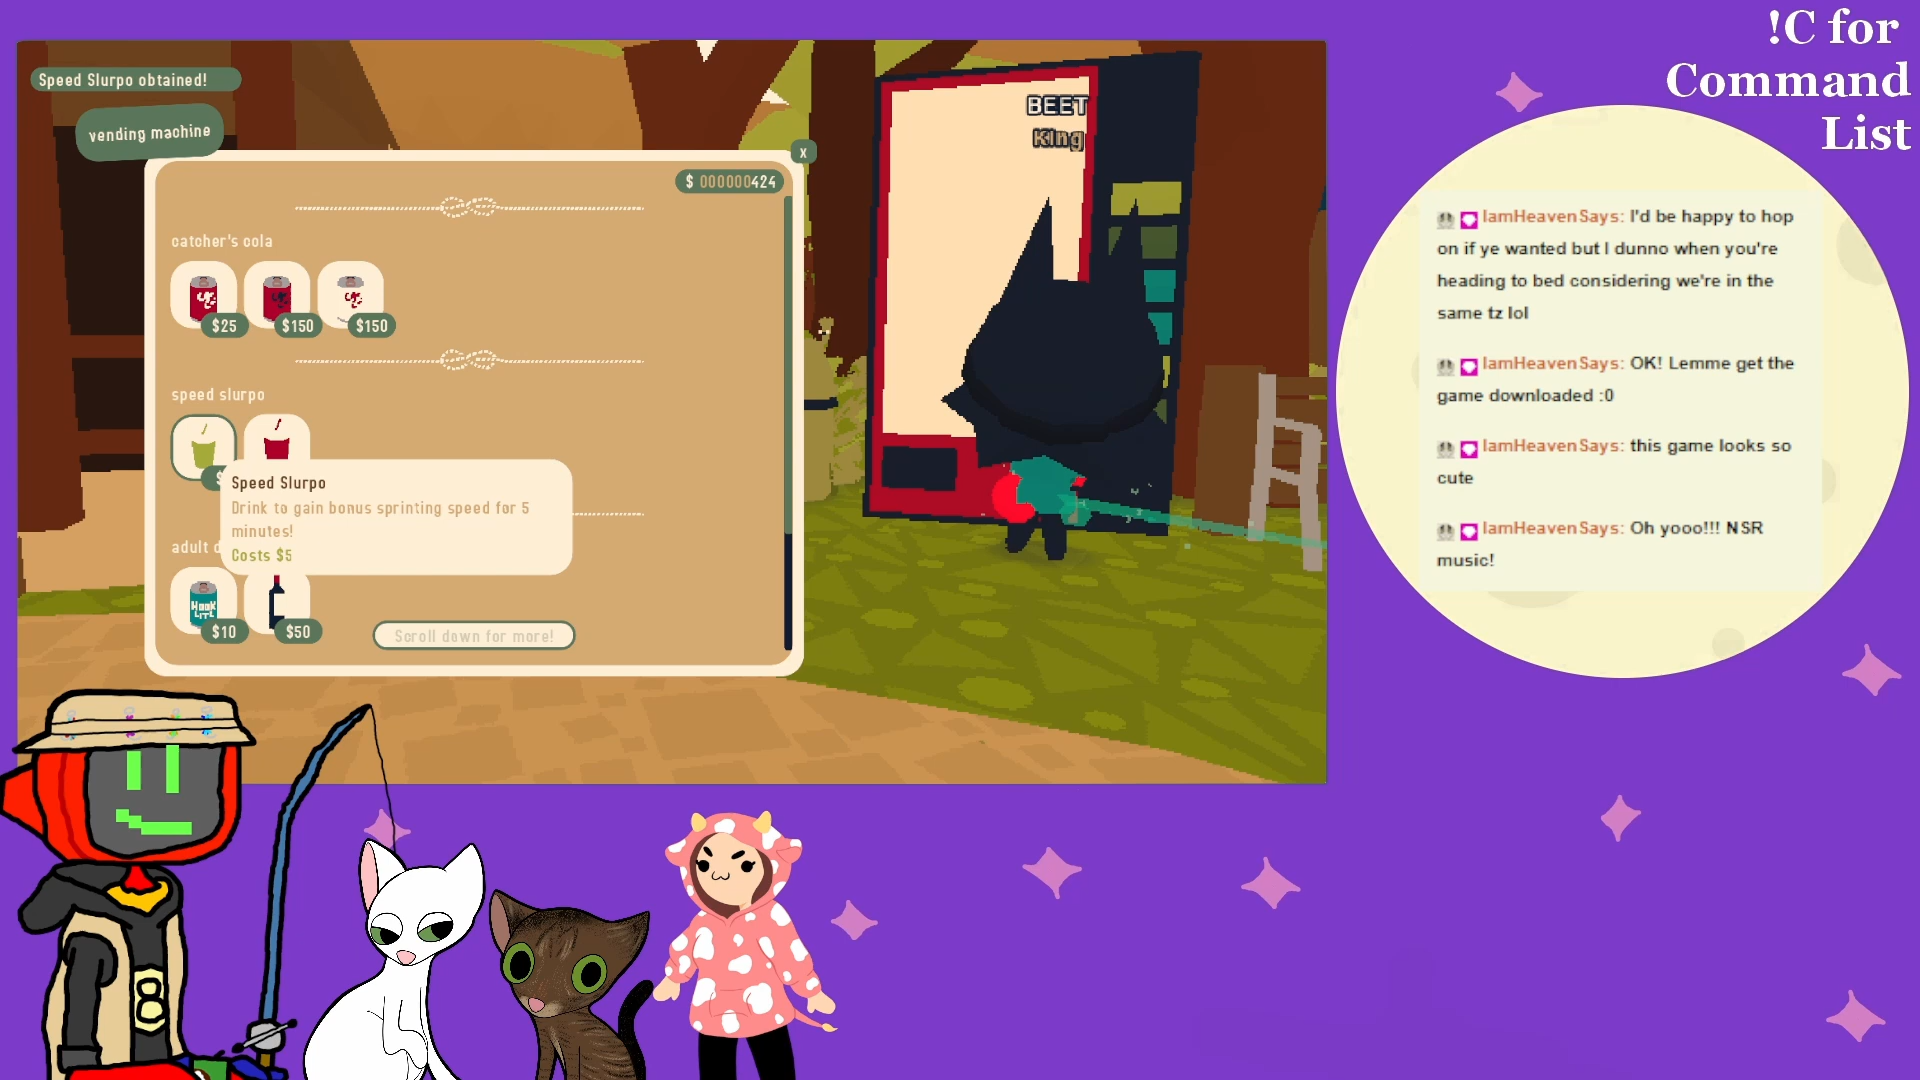 !C for
Command
List
Speed Slurpo obtained!
vending machine
x
$ 000000424
BEET
King
catcher's cola
$25
$150
$150
speed slurpo
$
Speed Slurpo
Drink to gain bonus sprinting speed for 5
minutes!
Costs $5
adult d
HOOK
LITE
$10
$50
Scroll down for more!
IamHeavenSays: I'd be happy to hop
on if ye wanted but I dunno when you're
heading to bed considering we're in the
same tz lol
IamHeavenSays: OK! Lemme get the
game downloaded :0
IamHeavenSays: this game looks so
cute
IamHeavenSays: Oh yooo!!! NSR
music!
8